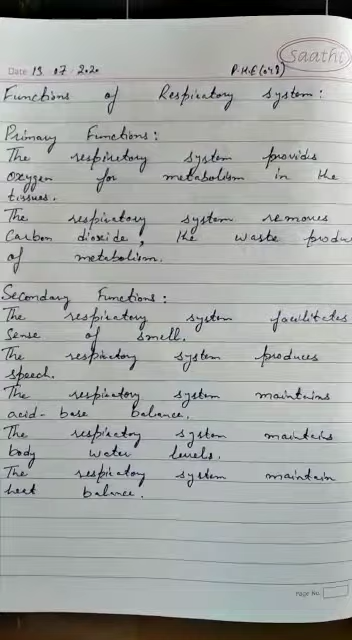 Saathi
Date 13 . 07 . 2020
P.H.E (048)
Functions of Respiratory system :
Primary Functions :
The respiratory system provids
oxygen for metabolism in the
tissues.
The respiratory system removes
Carbon dioxide, the waste produc
of metabolism.
Secondary Functions :
The respiratory system facilitates
sense of smell.
The respiratory system produces
speech.
The respiratory system maintains
acid-base balance.
The respiratory system maintains
body water levels.
The respiratory system maintain
heat balance.
Page No.